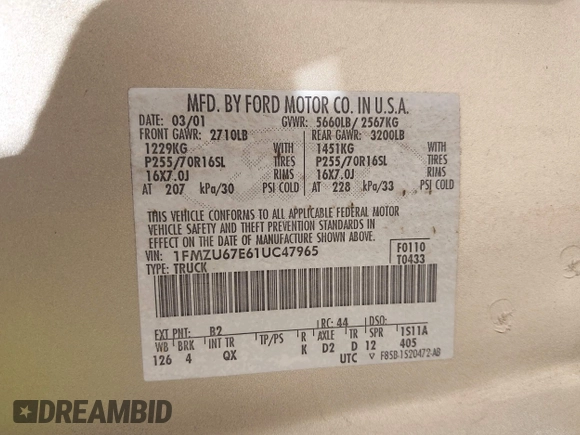 MFD. BY FORD MOTOR CO. IN U.S.A.
DATE: 03/01 GVWR: 5660LB/ 2567KG
FRONT GAWR: 2710LB REAR GAWR: 3200LB
1229KG WITH 1451KG WITH
P255/70R16SL TIRES P255/70R16SL TIRES
16X7.0J RIMS 16X7.0J RIMS
AT 207 kPa/30 PSI COLD AT 228 kPa/33 PSI COLD
THIS VEHICLE CONFORMS TO ALL APPLICABLE FEDERAL MOTOR
VEHICLE SAFETY AND THEFT PREVENTION STANDARDS IN
EFFECT ON THE DATE OF MANUFACTURE SHOWN ABOVE.
VIN: 1FMZU67E61UC47965 F0110
TYPE: TRUCK T0433
EXT PNT: B2 RC: 44 1S11A
WB BRK INT TR TP/PS R AXLE TR SPR
126 4 QX K D2 D 12 405
UTC F85B-1520472-AB
DREAMBID